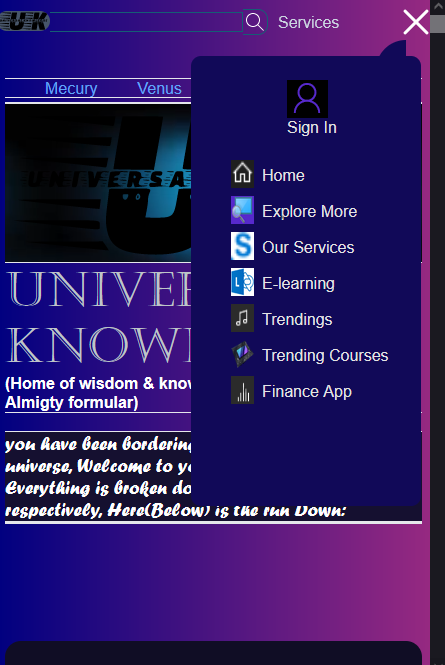 UK
Services
Mecury Venus
Sign In
Home
Explore More
Our Services
E-learning
Trendings
Trending Courses
Finance App
UNIVERSA
UNIVE
KNOW
(Home of wisdom & know
Almigty formular)
you have been bordering
universe, Welcome to yo
Everything is broken do
respectively, Here(Below) is the run Down: